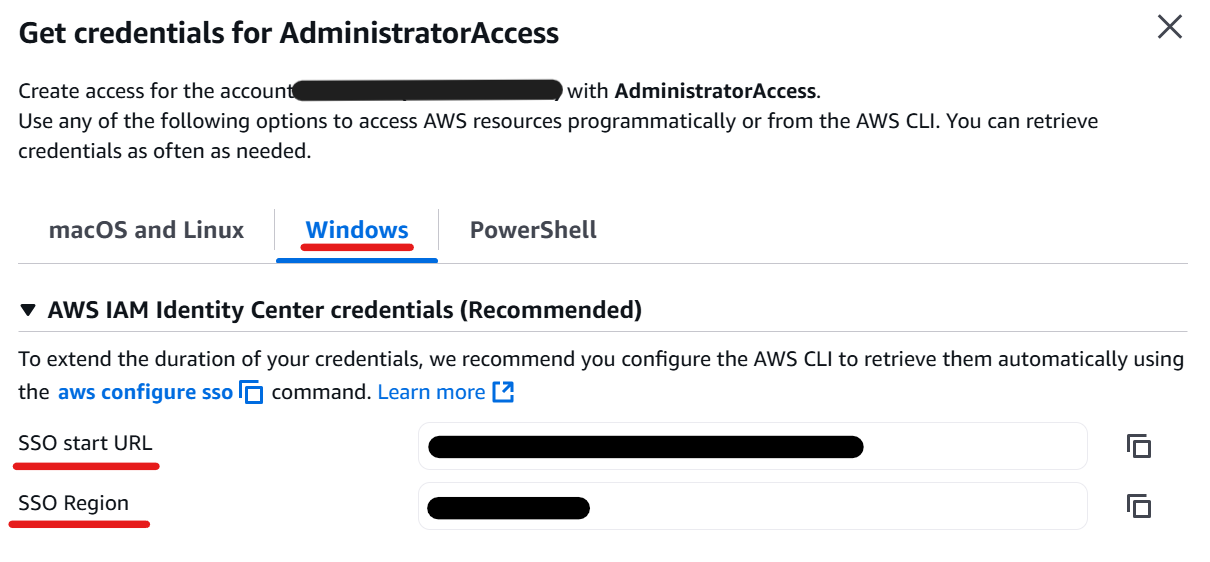 Get credentials for AdministratorAccess
Create access for the account with AdministratorAccess.
Use any of the following options to access AWS resources programmatically or from the AWS CLI. You can retrieve
credentials as often as needed.
macOS and Linux
Windows
PowerShell
AWS IAM Identity Center credentials (Recommended)
To extend the duration of your credentials, we recommend you configure the AWS CLI to retrieve them automatically using
the aws configure sso command. Learn more
SSO start URL
SSO Region